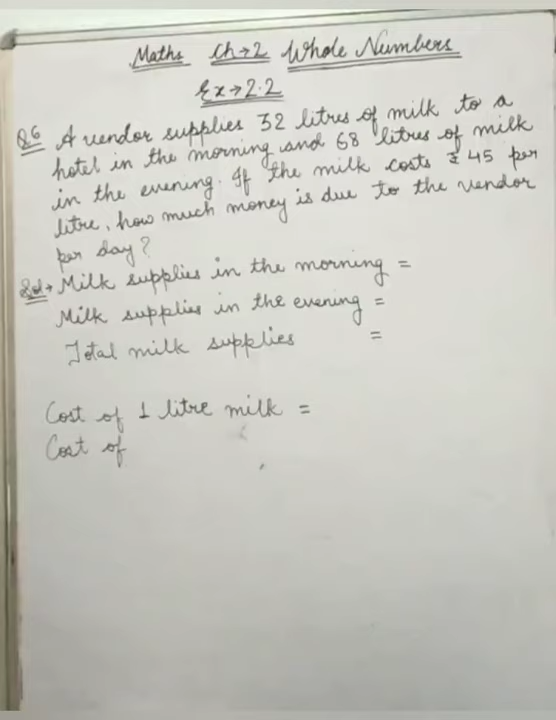 Maths Ch→2 Whole Numbers
Ex→2.2
Q6 A vendor supplies 32 litres of milk to a
hotel in the morning and 68 litres of milk
in the evening. If the milk costs ₹45 per
litre, how much money is due to the vendor
per day?
Sol→ Milk supplies in the morning =
Milk supplies in the evening =
Total milk supplies =
Cost of 1 litre milk =
Cost of